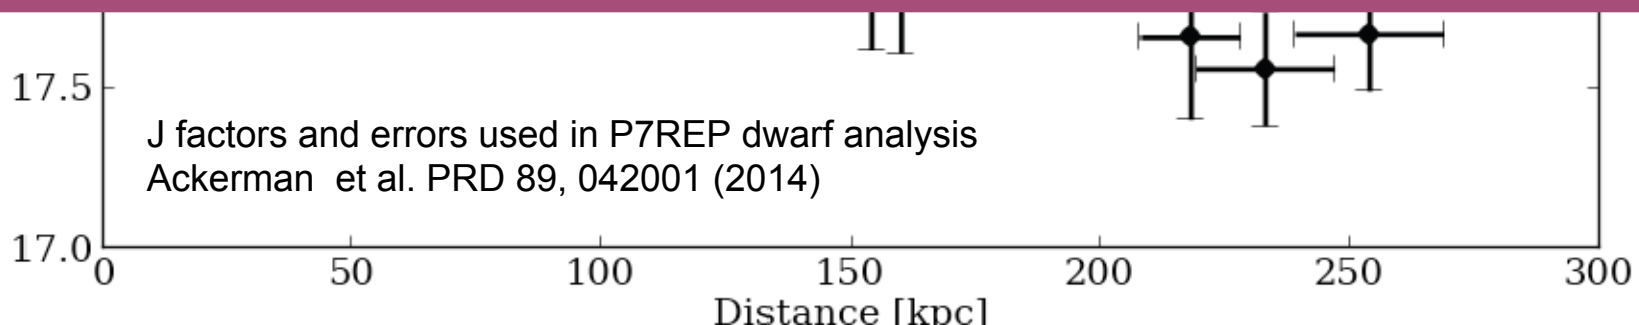 17.5
J factors and errors used in P7REP dwarf analysis
Ackerman et al. PRD 89, 042001 (2014)
17.0
0 50 100 150 200 250 300
Distance [kpc]